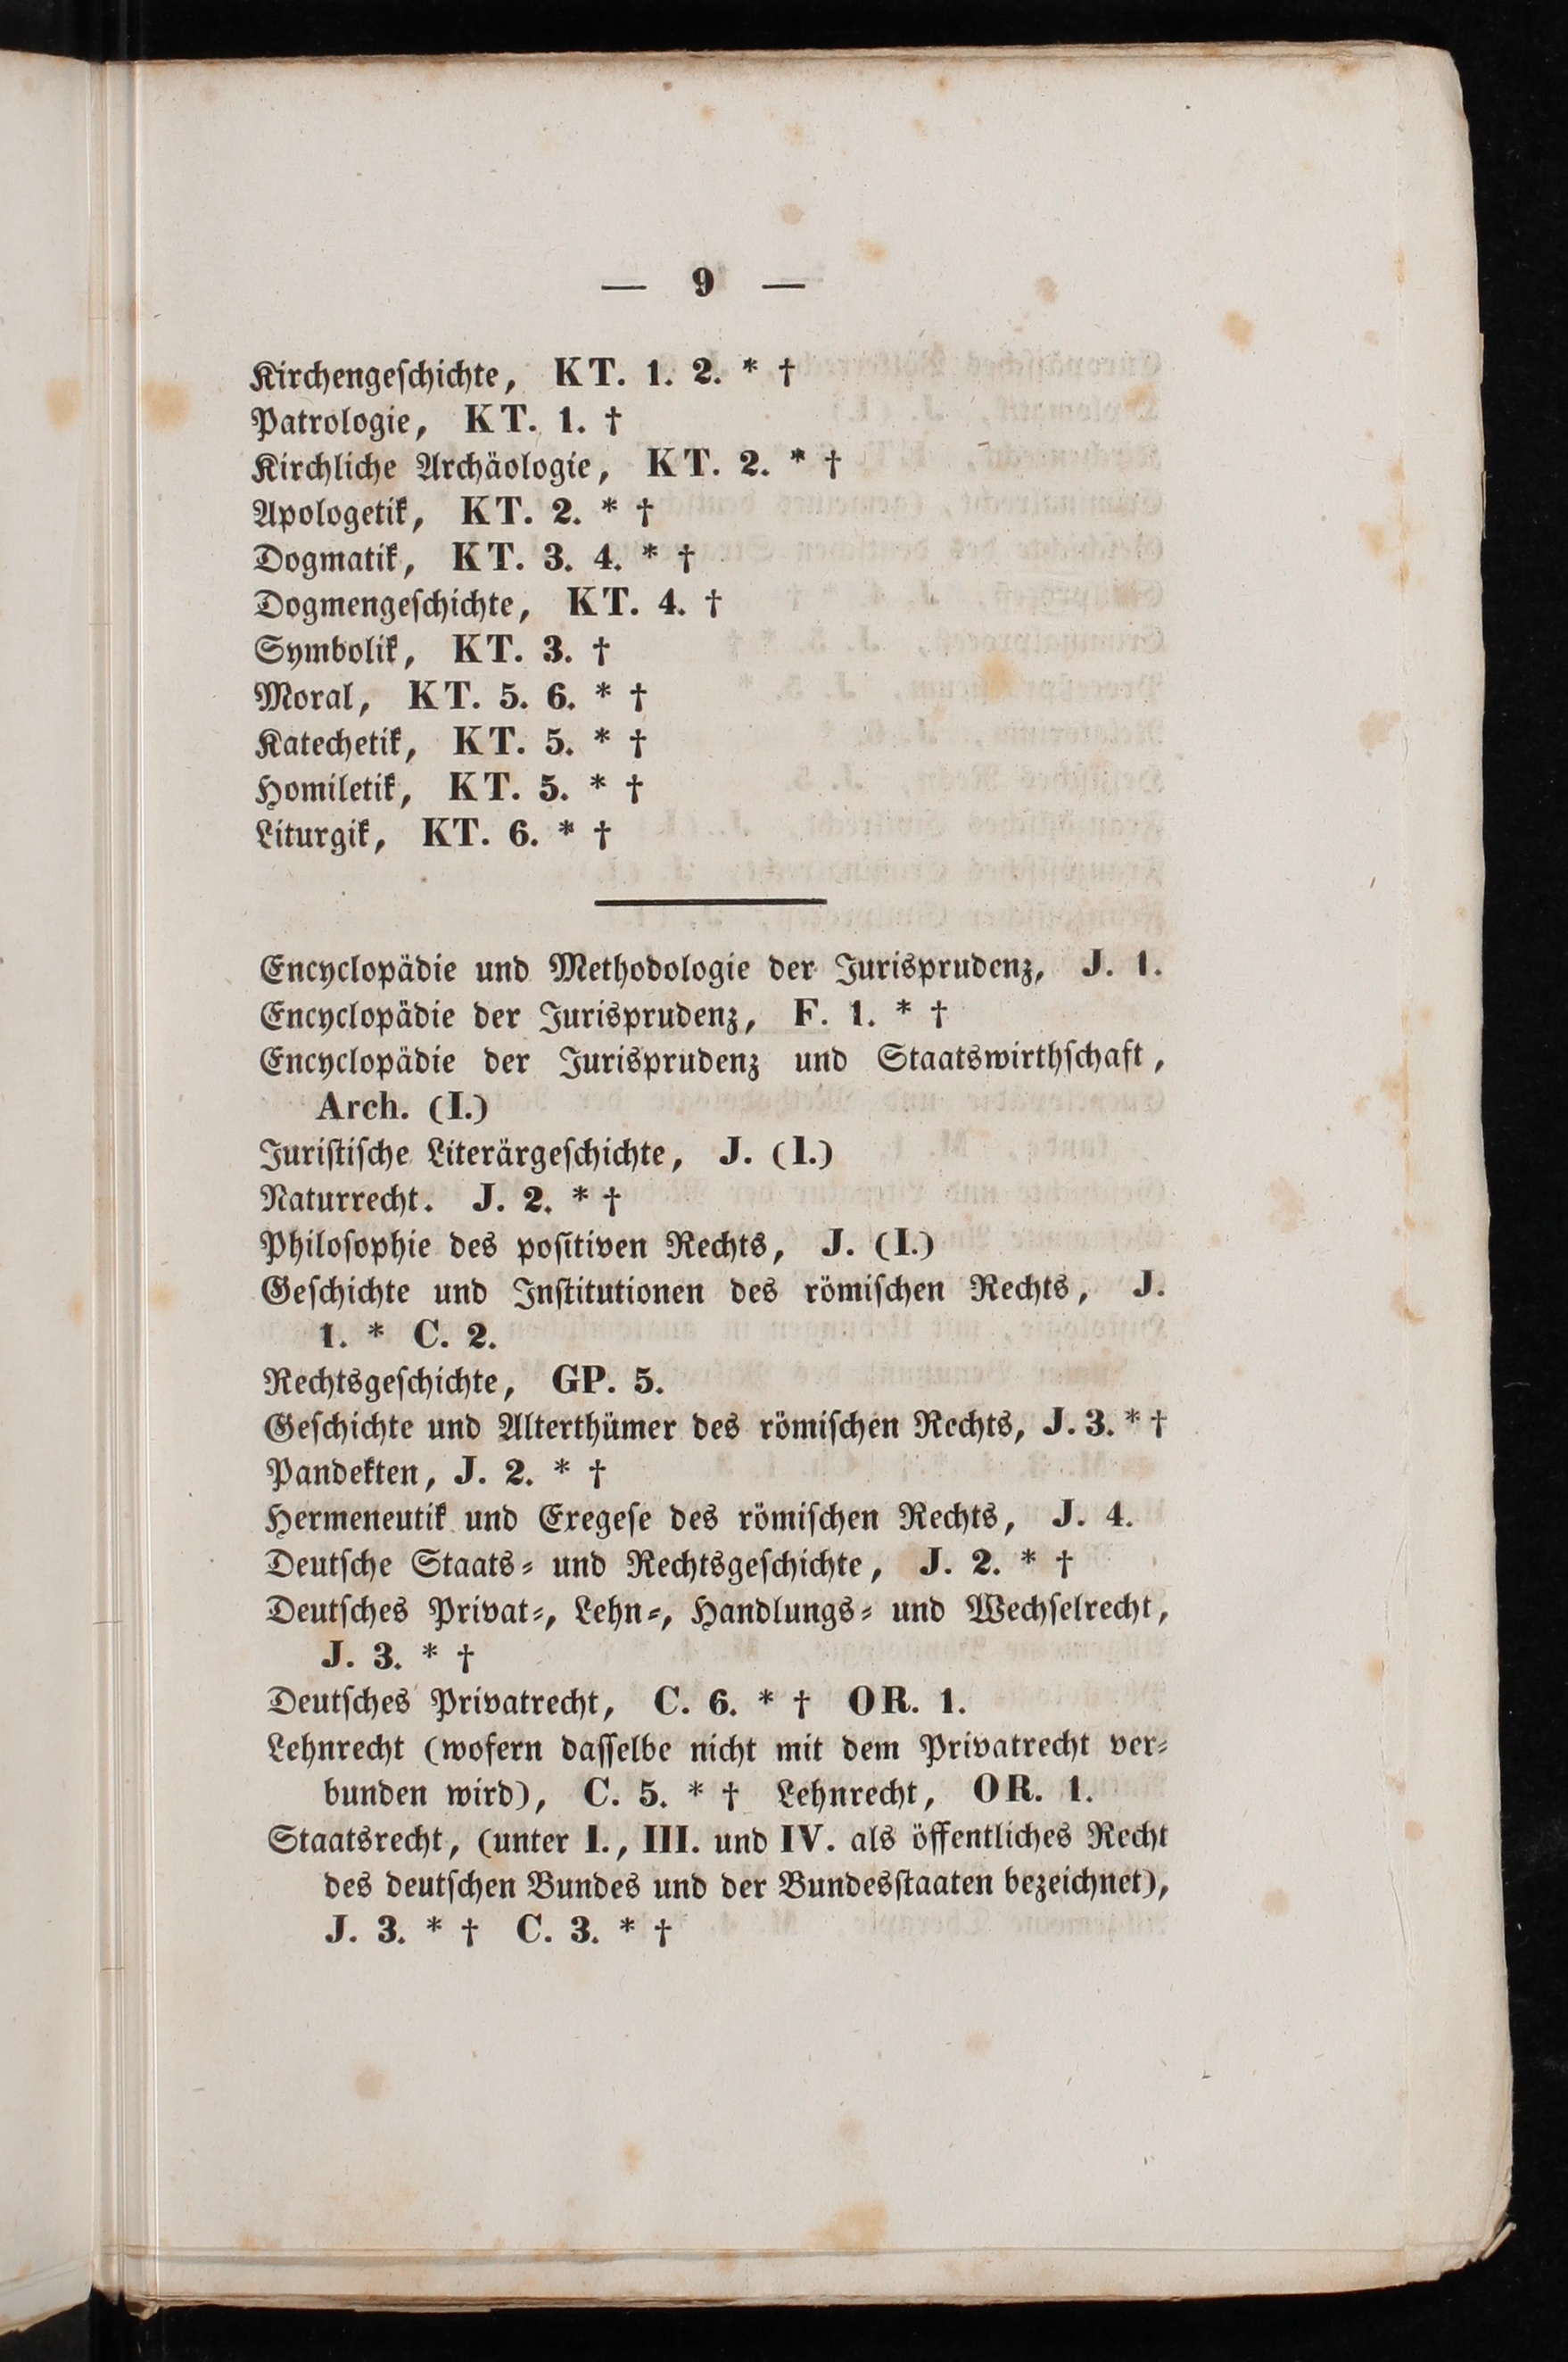 — 9 —
Kirchengeschichte, KT. 1. 2. * †
Patrologie, KT. 1. †
Kirchliche Archäologie, KT. 2. * †
Apologetik, KT. 2. * †
Dogmatik, KT. 3. 4. * †
Dogmengeschichte, KT. 4. †
Symbolik, KT. 3. †
Moral, KT. 5. 6. * †
Katechetik, KT. 5. * †
Homiletik, KT. 5. * †
Liturgik, KT. 6. * †
Encyclopädie und Methodologie der Jurisprudenz, J. 1.
Encyclopädie der Jurisprudenz, F. 1. * †
Encyclopädie der Jurisprudenz und Staatswirthschaft,
Arch. (I.)
Juristische Literärgeschichte, J. (I.)
Naturrecht. J. 2. * †
Philosophie des positiven Rechts, J. (I.)
Geschichte und Institutionen des römischen Rechts, J.
1. * C. 2.
Rechtsgeschichte, GP. 5.
Geschichte und Alterthümer des römischen Rechts, J. 3. * †
Pandekten, J. 2. * †
Hermeneutik und Exegese des römischen Rechts, J. 4.
Deutsche Staats- und Rechtsgeschichte, J. 2. * †
Deutsches Privat-, Lehn-, Handlungs- und Wechselrecht,
J. 3. * †
Deutsches Privatrecht, C. 6. * † OR. 1.
Lehnrecht (wofern dasselbe nicht mit dem Privatrecht ver-
bunden wird), C. 5. * † Lehnrecht, OR. 1.
Staatsrecht, (unter I., III. und IV. als öffentliches Recht
des deutschen Bundes und der Bundesstaaten bezeichnet),
J. 3. * † C. 3. * †